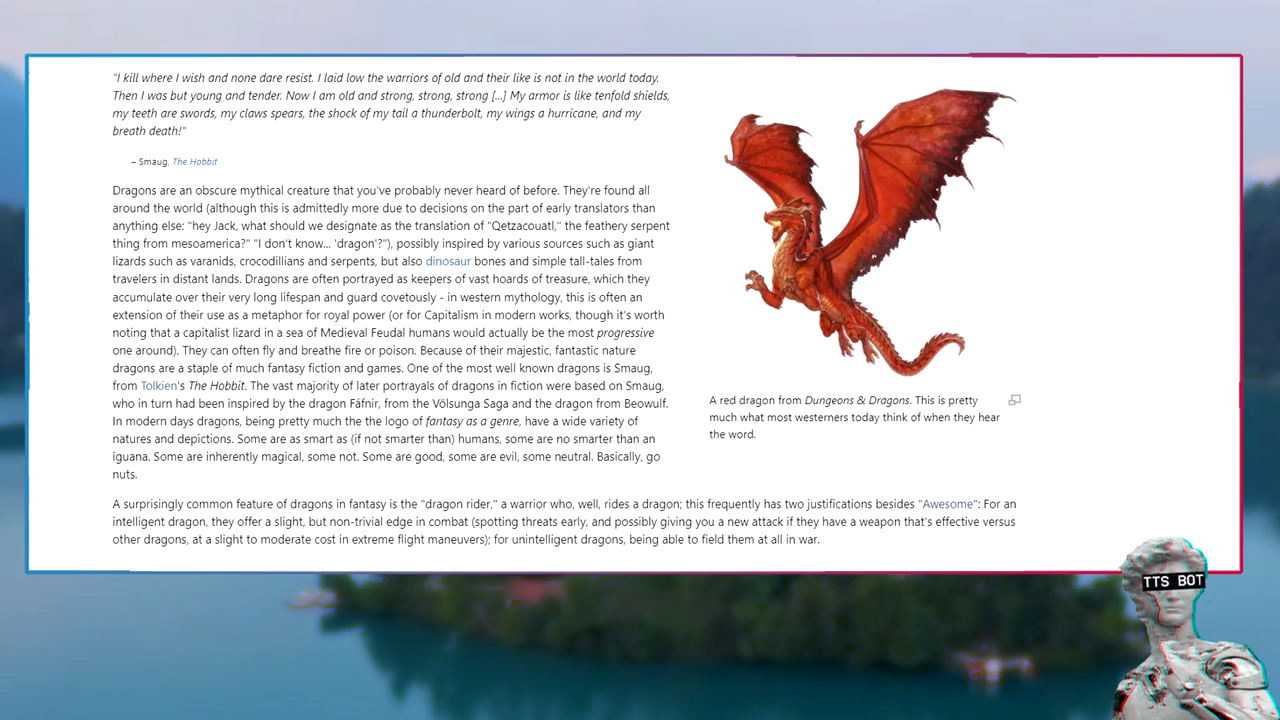 "I kill where I wish and none dare resist. I laid low the warriors of old and their like is not in the world today.
Then I was but young and tender. Now I am old and strong, strong, strong [...] My armor is like tenfold shields,
my teeth are swords, my claws spears, the shock of my tail a thunderbolt, my wings a hurricane, and my
breath death!"
– Smaug, The Hobbit
Dragons are an obscure mythical creature that you've probably never heard of before. They're found all
around the world (although this is admittedly more due to decisions on the part of early translators than
anything else: "hey Jack, what should we designate as the translation of "Qetzacouatl," the feathery serpent
thing from mesoamerica?" "I don't know... 'dragon'?"), possibly inspired by various sources such as giant
lizards such as varanids, crocodillians and serpents, but also dinosaur bones and simple tall-tales from
travelers in distant lands. Dragons are often portrayed as keepers of vast hoards of treasure, which they
accumulate over their very long lifespan and guard covetously - in western mythology, this is often an
extension of their use as a metaphor for royal power (or for Capitalism in modern works, though it's worth
noting that a capitalist lizard in a sea of Medieval Feudal humans would actually be the most progressive
one around). They can often fly and breathe fire or poison. Because of their majestic, fantastic nature
dragons are a staple of much fantasy fiction and games. One of the most well known dragons is Smaug,
from Tolkien's The Hobbit. The vast majority of later portrayals of dragons in fiction were based on Smaug,
who in turn had been inspired by the dragon Fáfnir, from the Völsunga Saga and the dragon from Beowulf.
In modern days dragons, being pretty much the the logo of fantasy as a genre, have a wide variety of
natures and depictions. Some are as smart as (if not smarter than) humans, some are no smarter than an
iguana. Some are inherently magical, some not. Some are good, some are evil, some neutral. Basically, go
nuts.
A red dragon from Dungeons & Dragons. This is pretty
much what most westerners today think of when they hear
the word.
A surprisingly common feature of dragons in fantasy is the "dragon rider," a warrior who, well, rides a dragon; this frequently has two justifications besides "Awesome": For an
intelligent dragon, they offer a slight, but non-trivial edge in combat (spotting threats early, and possibly giving you a new attack if they have a weapon that's effective versus
other dragons, at a slight to moderate cost in extreme flight maneuvers); for unintelligent dragons, being able to field them at all in war.
TTS BOT